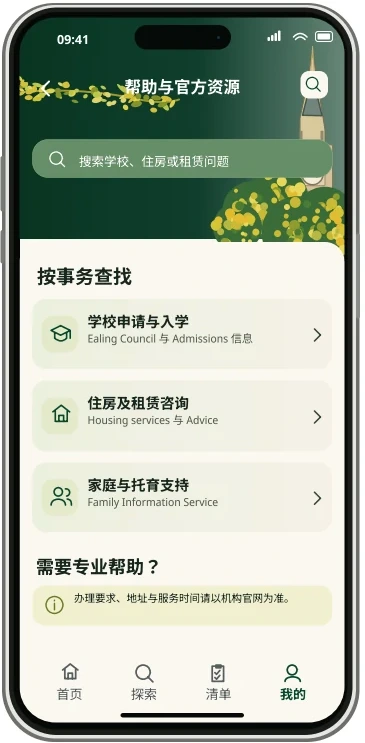 09:41
帮助与官方资源
搜索学校、住房或租赁问题
按事务查找
学校申请与入学
Ealing Council 与 Admissions 信息
住房及租赁咨询
Housing services 与 Advice
家庭与托育支持
Family Information Service
需要专业帮助？
办理要求、地址与服务时间请以机构官网为准。
首页 探索 清单 我的